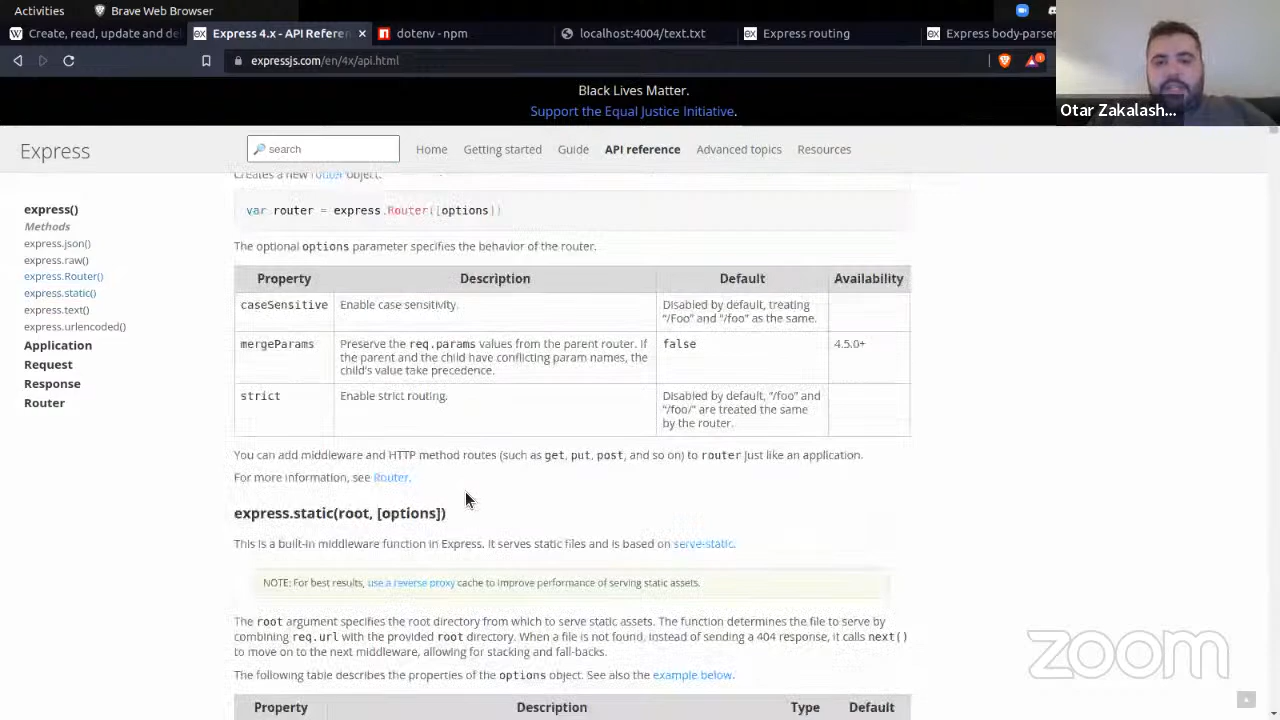 Activities
Brave Web Browser
Create, read, update and del
Express 4.x - API Referen
dotenv - npm
localhost:4004/text.txt
Express routing
Express body-parser
expressjs.com/en/4x/api.html
Otar Zakalash...
Black Lives Matter.
Support the Equal Justice Initiative.
Express
search
Home
Getting started
Guide
API reference
Advanced topics
Resources
express()
Methods
express.json()
express.raw()
express.Router()
express.static()
express.text()
express.urlencoded()
Application
Request
Response
Router
Creates a new router object.
var router = express.Router([options])
The optional options parameter specifies the behavior of the router.
Property Description Default Availability
caseSensitive Enable case sensitivity. Disabled by default, treating
"/Foo" and "/foo" as the same.
mergeParams Preserve the req.params values from the parent router. If false 4.5.0+
the parent and the child have conflicting param names, the
child's value take precedence.
strict Enable strict routing. Disabled by default, "/foo" and
"/foo/" are treated the same
by the router.
You can add middleware and HTTP method routes (such as get, put, post, and so on) to router just like an application.
For more information, see Router.
express.static(root, [options])
This is a built-in middleware function in Express. It serves static files and is based on serve-static.
NOTE: For best results, use a reverse proxy cache to improve performance of serving static assets.
The root argument specifies the root directory from which to serve static assets. The function determines the file to serve by
combining req.url with the provided root directory. When a file is not found, instead of sending a 404 response, it calls next()
to move on to the next middleware, allowing for stacking and fall-backs.
The following table describes the properties of the options object. See also the example below.
Property Description Type Default
zoom